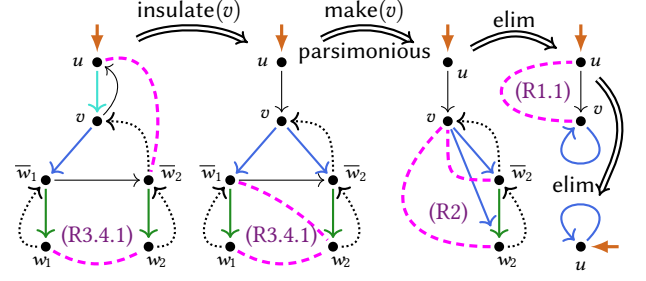 insulate(v) make(v) elim
parsimonious
u u u
v v v v
(R1.1)
w̅₁ w̅₂ w̅₁ w̅₂ w̅₂
elim
(R3.4.1) (R3.4.1) (R2)
w₁ w₂ w₁ w₂ w₂ u